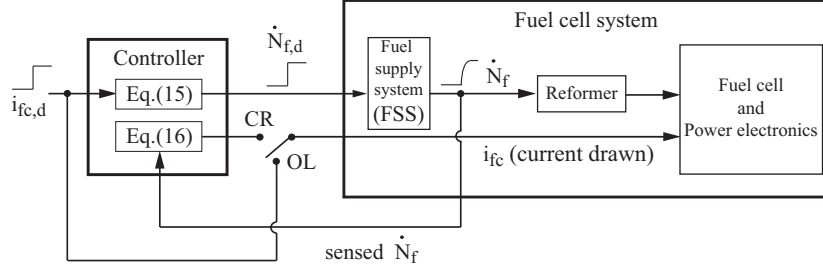 Fuel cell system
Controller
Ṅf,d
Fuel
supply
system
(FSS)
Ṅf
Reformer
Fuel cell
and
Power electronics
ifc,d
Eq.(15)
Eq.(16)
CR
OL
ifc (current drawn)
sensed Ṅf